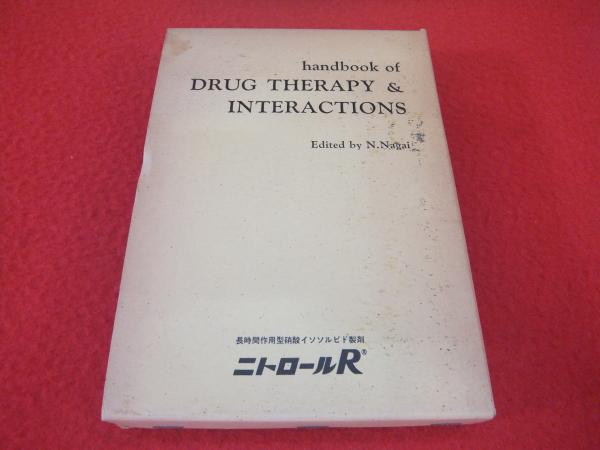 handbook of
DRUG THERAPY &
INTERACTIONS
Edited by N.Nagai
長時間作用型硝酸イソソルビド製剤
ニトロールR®